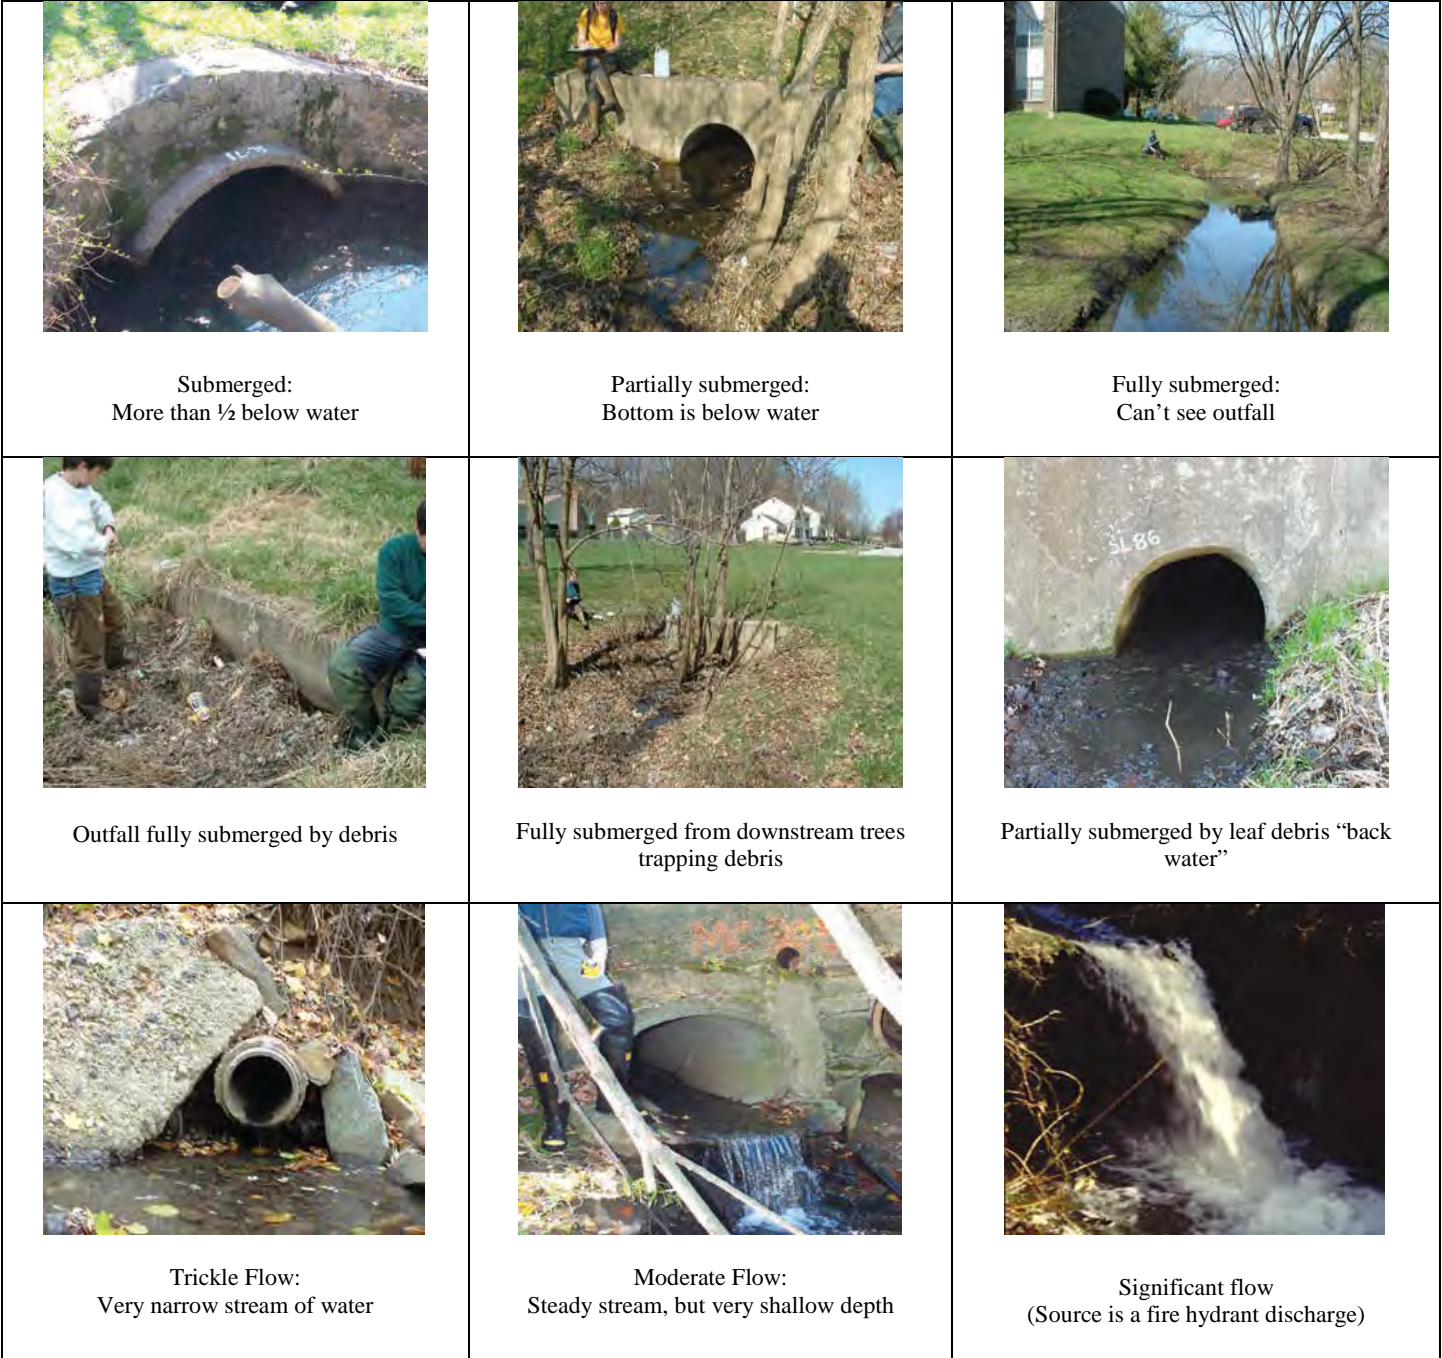 Submerged:
More than ½ below water
Partially submerged:
Bottom is below water
Fully submerged:
Can’t see outfall
SL 86
Outfall fully submerged by debris
Fully submerged from downstream trees
trapping debris
Partially submerged by leaf debris “back
water”
Trickle Flow:
Very narrow stream of water
Moderate Flow:
Steady stream, but very shallow depth
Significant flow
(Source is a fire hydrant discharge)